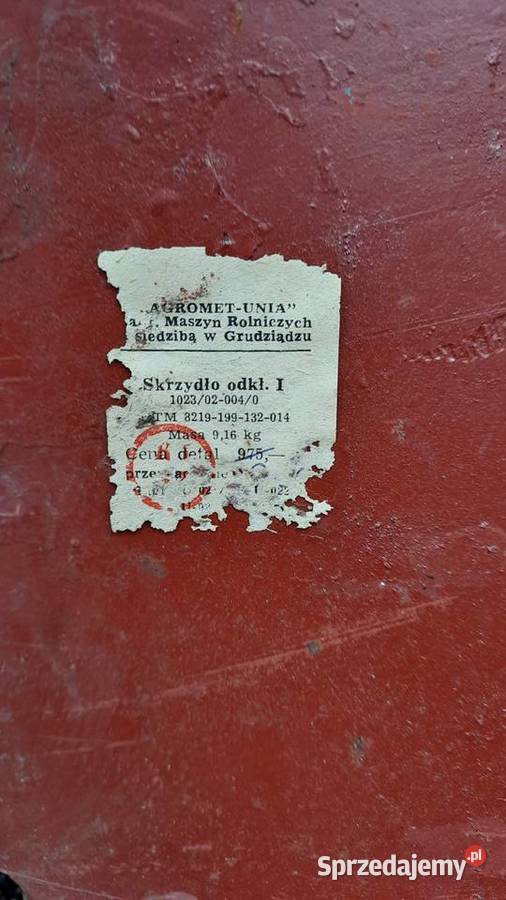 „AGROMET-UNIA”
Maszyn Rolniczych
siedzibą w Grudziądzu
Skrzydło odkł. I
1023/02-004/0
TM 8219-199-132-014
Masa 9,16 kg
Cena detal. 975,—
Sprzedajemy.pl